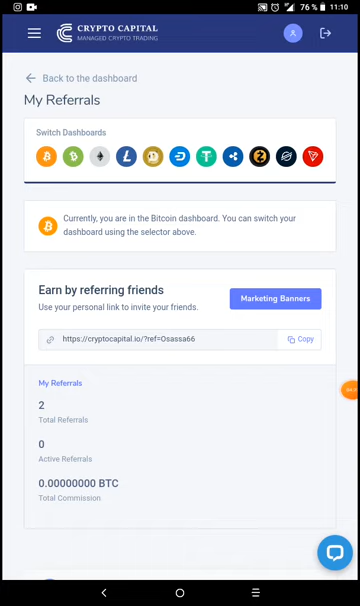 76 % 11:10
CRYPTO CAPITAL
MANAGED CRYPTO TRADING
Back to the dashboard
My Referrals
Switch Dashboards
Currently, you are in the Bitcoin dashboard. You can switch your
dashboard using the selector above.
Earn by referring friends
Marketing Banners
Use your personal link to invite your friends.
https://cryptocapital.io/?ref=Osassa66
Copy
My Referrals
2
Total Referrals
0
Active Referrals
0.00000000 BTC
Total Commission